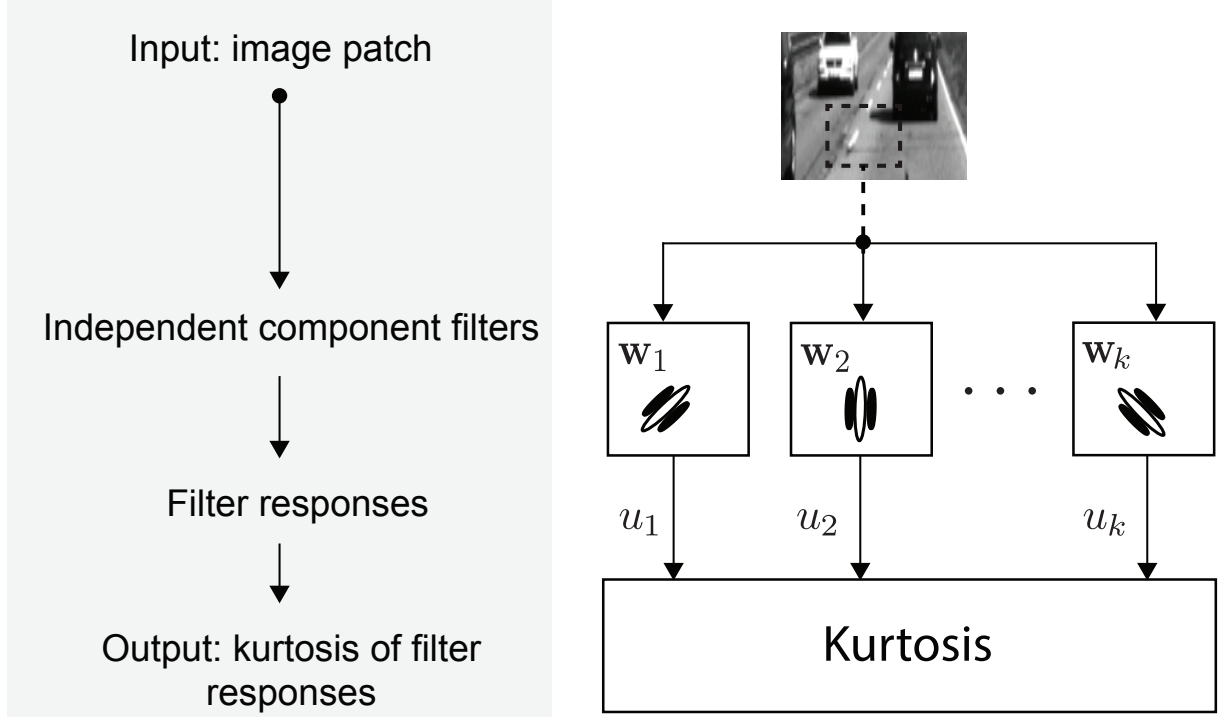 Input: image patch
Independent component filters
Filter responses
Output: kurtosis of filter
responses
w₁
w₂
. . .
wₖ
u₁
u₂
uₖ
Kurtosis